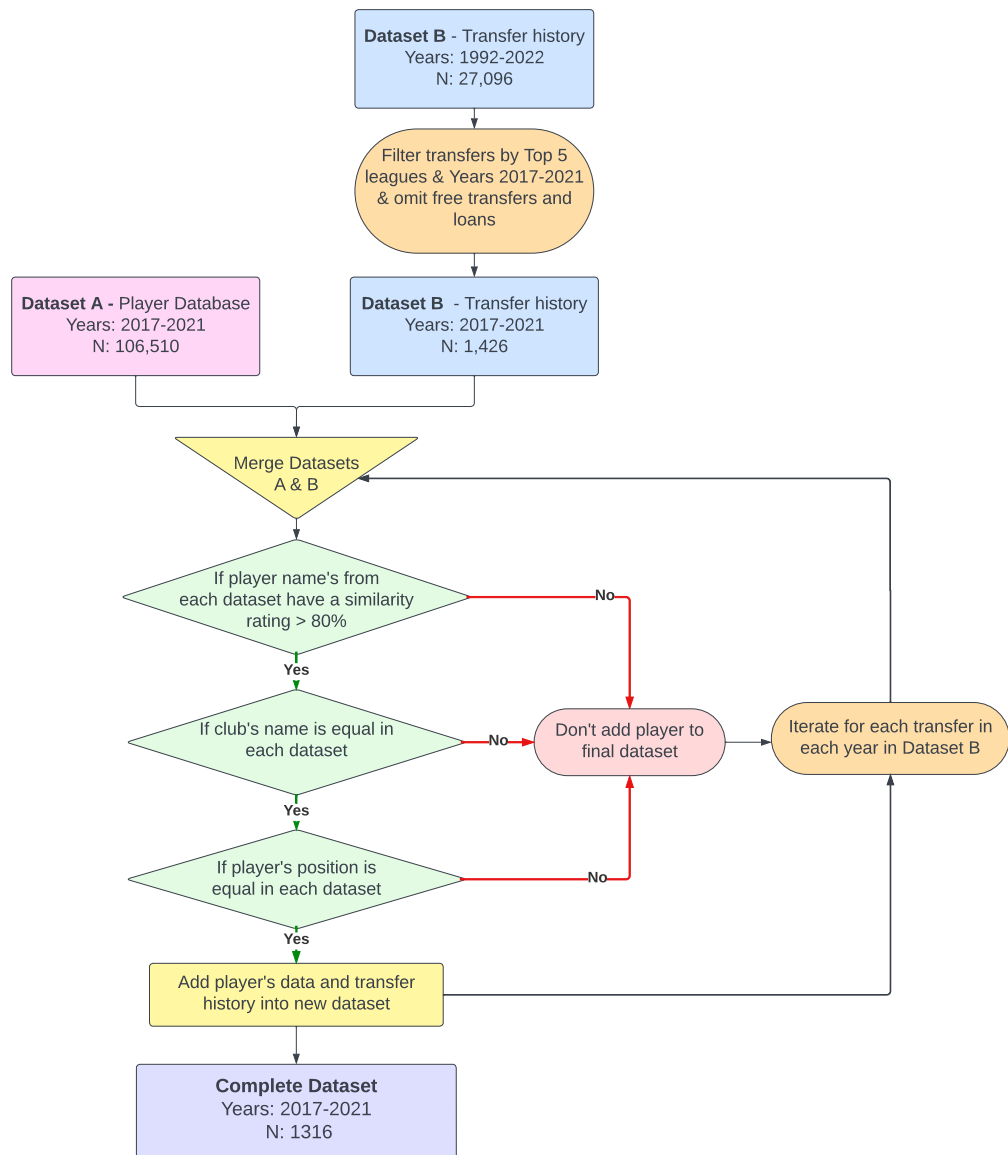 Dataset B - Transfer history
Years: 1992-2022
N: 27,096
Filter transfers by Top 5
leagues & Years 2017-2021
& omit free transfers and
loans
Dataset A - Player Database
Years: 2017-2021
N: 106,510
Dataset B - Transfer history
Years: 2017-2021
N: 1,426
Merge Datasets
A & B
If player name's from
each dataset have a similarity
rating > 80%
No
Yes
If club's name is equal in
each dataset
No
Don't add player to
final dataset
Iterate for each transfer in
each year in Dataset B
Yes
If player's position is
equal in each dataset
No
Yes
Add player's data and transfer
history into new dataset
Complete Dataset
Years: 2017-2021
N: 1316